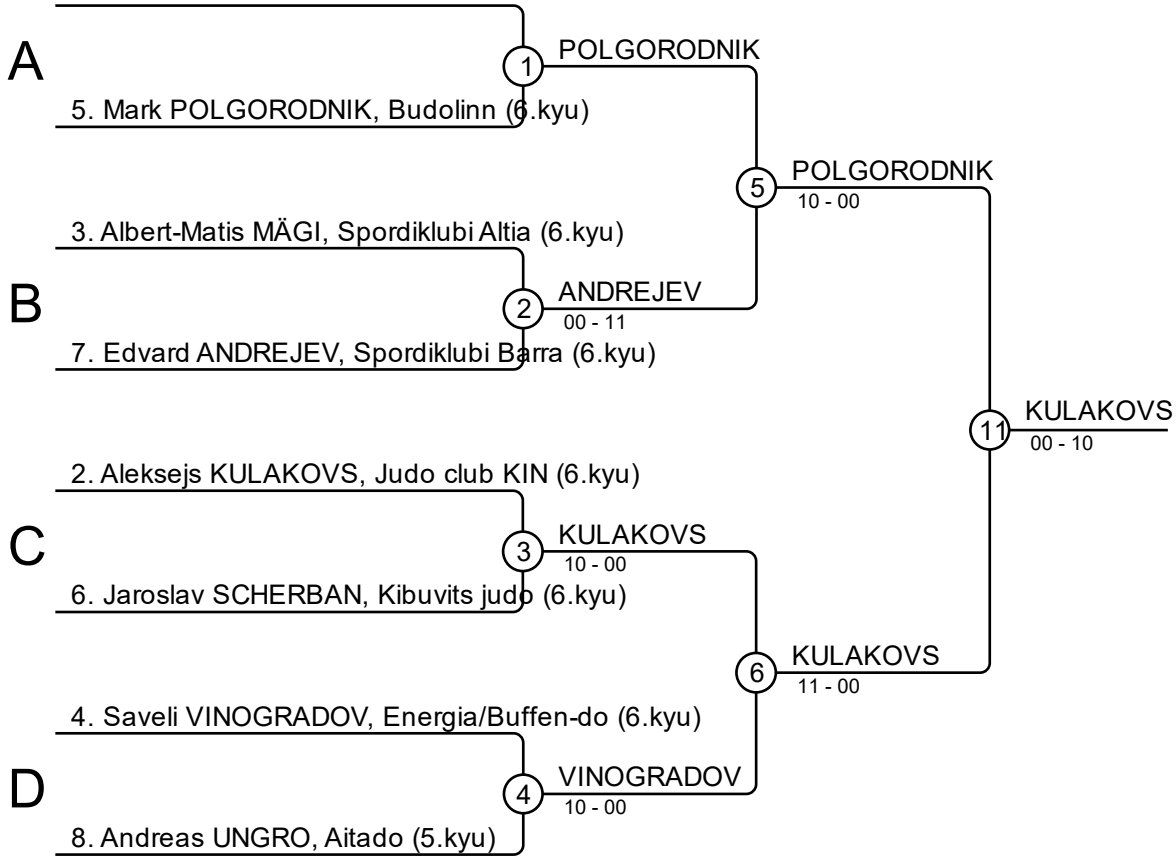 A
1
POLGORODNIK
5. Mark POLGORODNIK, Budolinn (6.kyu)
5
POLGORODNIK
10 - 00
3. Albert-Matis MÄGI, Spordiklubi Altia (6.kyu)
B
2
ANDREJEV
00 - 11
7. Edvard ANDREJEV, Spordiklubi Barra (6.kyu)
11
KULAKOVS
00 - 10
2. Aleksejs KULAKOVS, Judo club KIN (6.kyu)
C
3
KULAKOVS
10 - 00
6. Jaroslav SCHERBAN, Kibuvits judo (6.kyu)
6
KULAKOVS
11 - 00
4. Saveli VINOGRADOV, Energia/Buffen-do (6.kyu)
D
4
VINOGRADOV
10 - 00
8. Andreas UNGRO, Aitado (5.kyu)